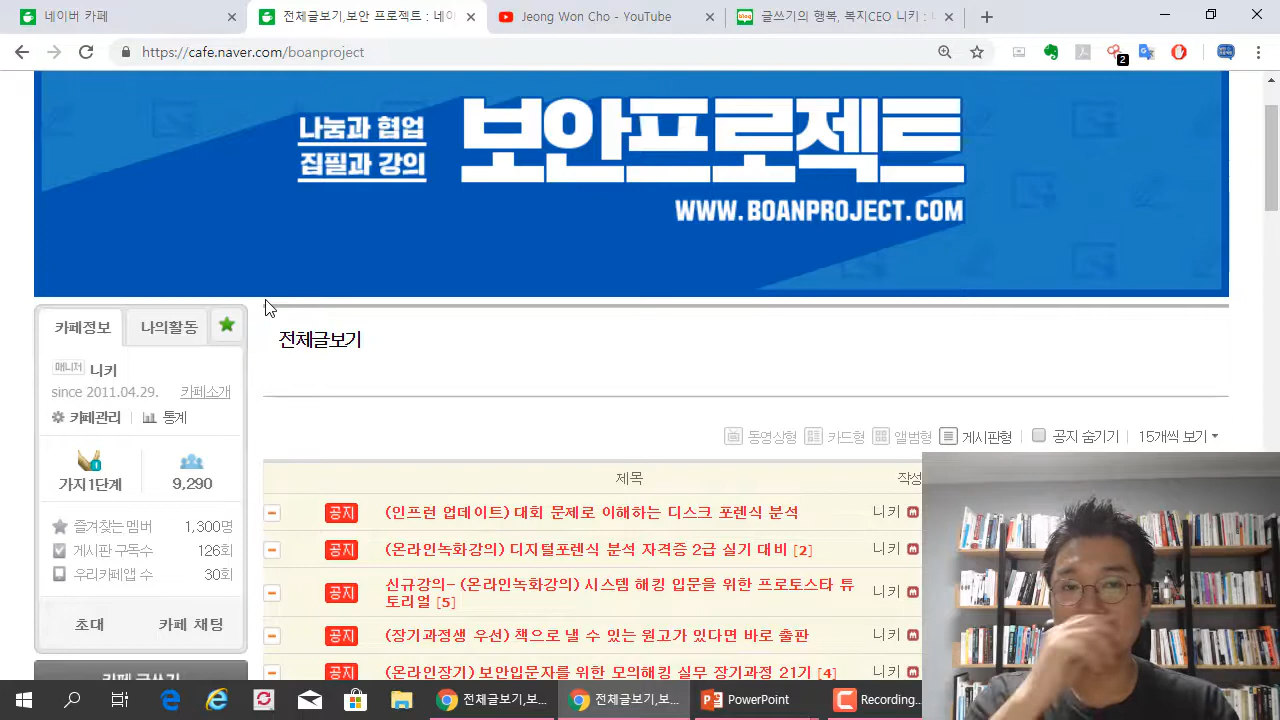 네이버 카페
전체글보기,보안 프로젝트 : 네이
Jeong Won Cho - YouTube
글쓰기의 행복, 복지CEO 니키 : 네
https://cafe.naver.com/boanproject
2
나눔과 협업
집필과 강의
보안프로젝트
WWW.BOANPROJECT.COM
카페정보
나의활동
매니저 니키
since 2011.04.29. 카페소개
카페관리 통계
가지1단계
9,290
즐겨찾는 멤버 1,300명
게시판 구독수 126회
우리카페앱 수 30회
초대 카페 채팅
카페 글쓰기
전체글보기
동영상형 카드형 앨범형 게시판형 공지 숨기기 15개씩 보기
제목 작성
공지 (인프런 업데이트) 대회 문제로 이해하는 디스크 포렌식 분석 니키
공지 (온라인녹화강의) 디지털포렌식 분석 자격증 2급 실기 대비 [2] 니키
공지 신규강의- (온라인녹화강의) 시스템 해킹 입문을 위한 프로토스타 튜
토리얼 [5] 니키
공지 (장기과정생 우선) 책으로 낼 수 있는 원고가 있다면 바로 출판 니키
공지 (온라인장기) 보안입문자를 위한 모의해킹 실무 장기과정 21기 [4] 니키
전체글보기,보...
전체글보기,보...
PowerPoint
Recording...